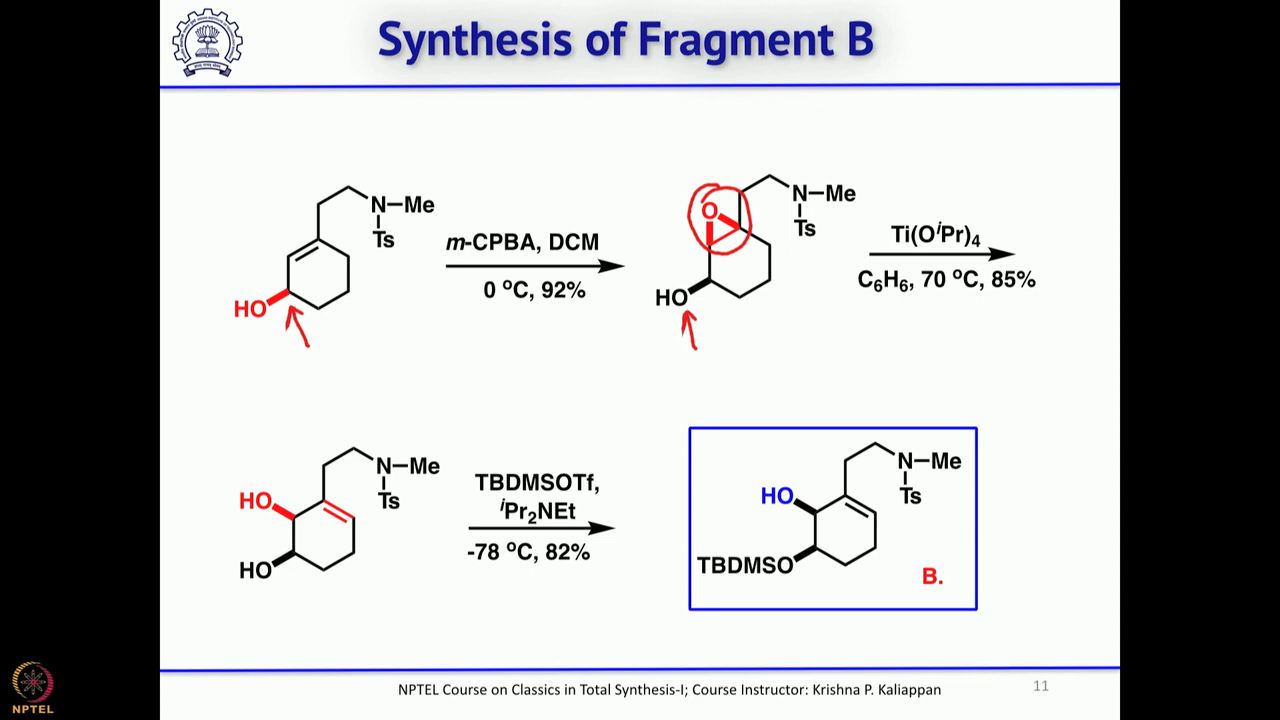 Synthesis of Fragment B
N–Me
Ts
HO
m-CPBA, DCM
0 °C, 92%
O
N–Me
Ts
HO
Ti(OⁱPr)₄
C₆H₆, 70 °C, 85%
N–Me
Ts
HO
HO
TBDMSOTf,
ⁱPr₂NEt
-78 °C, 82%
N–Me
Ts
HO
TBDMSO
B.
NPTEL Course on Classics in Total Synthesis-I; Course Instructor: Krishna P. Kaliappan
11
NPTEL